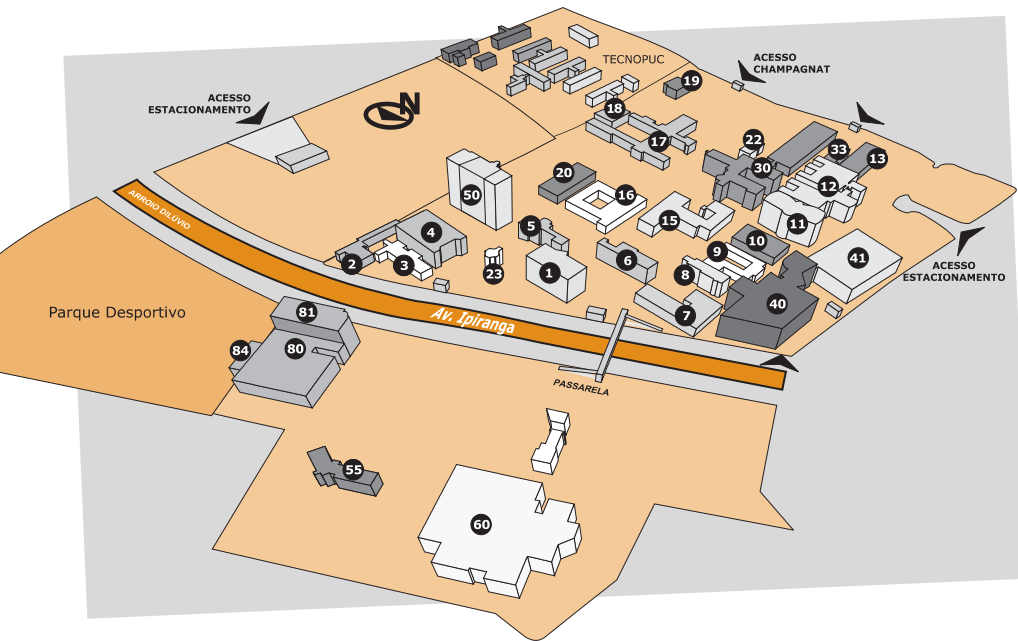 TECNOPUC
ACESSO
CHAMPAGNAT
19
ACESSO
ESTACIONAMENTO
N
18
17
22
30
33
13
12
20
16
50
15
11
5
4
10
9
41
2
3
23
1
6
8
ACESSO
ESTACIONAMENTO
40
7
ARROIO DILÚVIO
Av. Ipiranga
Parque Desportivo
81
80
84
PASSARELA
55
60